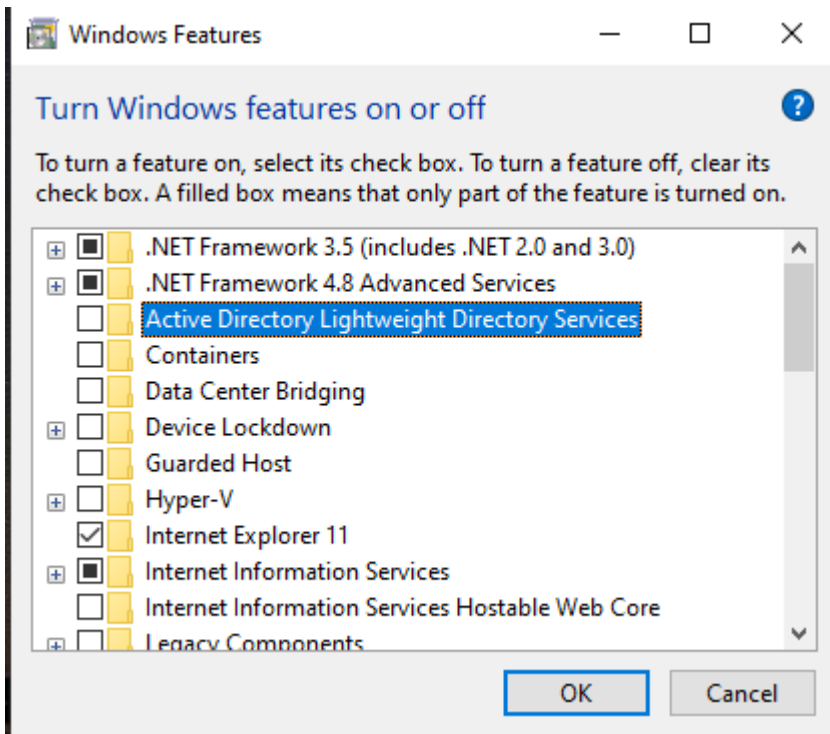 Windows Features
Turn Windows features on or off
?
To turn a feature on, select its check box. To turn a feature off, clear its
check box. A filled box means that only part of the feature is turned on.
.NET Framework 3.5 (includes .NET 2.0 and 3.0)
.NET Framework 4.8 Advanced Services
Active Directory Lightweight Directory Services
Containers
Data Center Bridging
Device Lockdown
Guarded Host
Hyper-V
Internet Explorer 11
Internet Information Services
Internet Information Services Hostable Web Core
Legacy Components
OK
Cancel